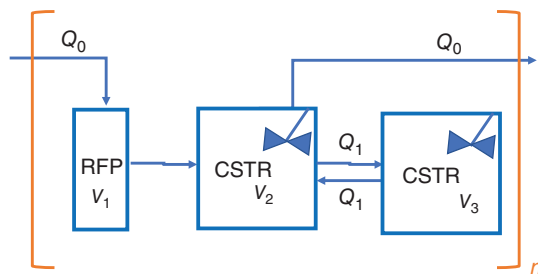 Q₀
Q₀
RFP
V₁
CSTR
V₂
Q₁
Q₁
CSTR
V₃